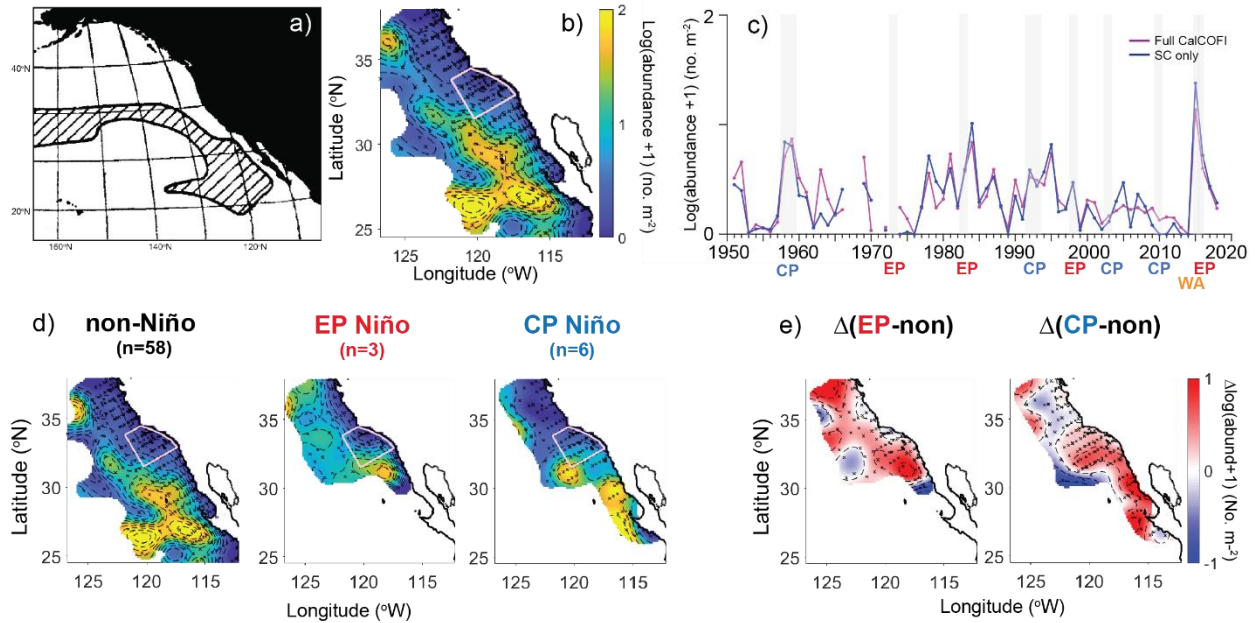 a)
40°N
20°N
160°N
140°N
120°N
b)
Latitude (°N)
35
30
25
125
120
115
Longitude (°W)
2
1
0
Log(abundance +1) (no. m-2)
c)
Log(abundance +1) (no. m-2)
2
1
0
Full CalCOFI
SC only
1950
1960
1970
1980
1990
2000
2010
2020
CP
EP
EP
CP
EP
CP
CP
EP
WA
d)
non-Niño
(n=58)
EP Niño
(n=3)
CP Niño
(n=6)
Latitude (°N)
35
30
25
125
120
115
125
120
115
125
120
115
Longitude (°W)
e)
Δ(EP-non)
Δ(CP-non)
Latitude (°N)
35
30
25
125
120
115
125
120
115
Longitude (°W)
1
0
-1
Δlog(abund+1) (No. m-²)